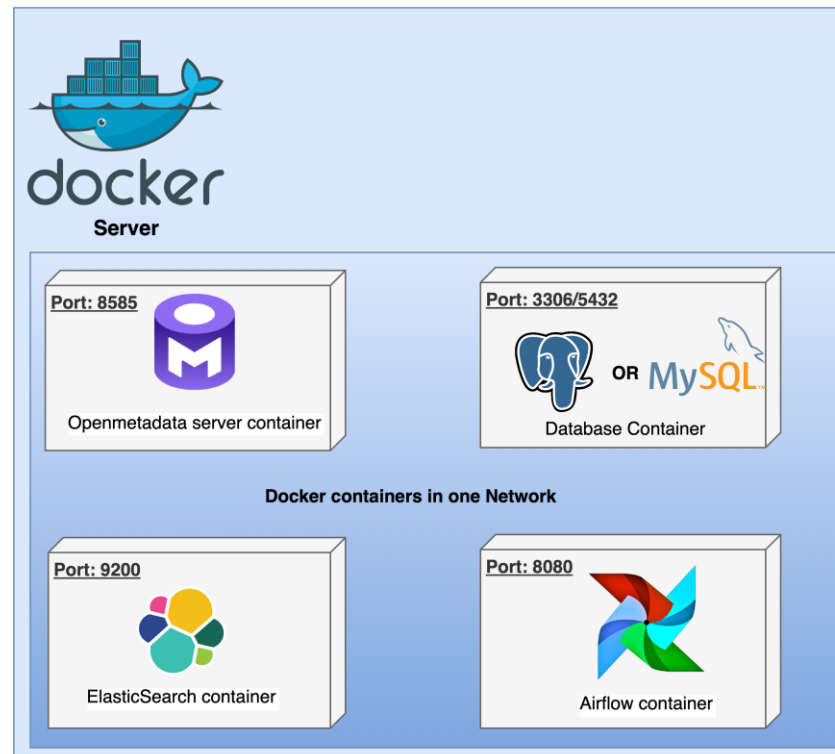 docker
Server
Port: 8585
M
Openmetadata server container
Port: 3306/5432
OR MySQL™
Database Container
Docker containers in one Network
Port: 9200
ElasticSearch container
Port: 8080
Airflow container